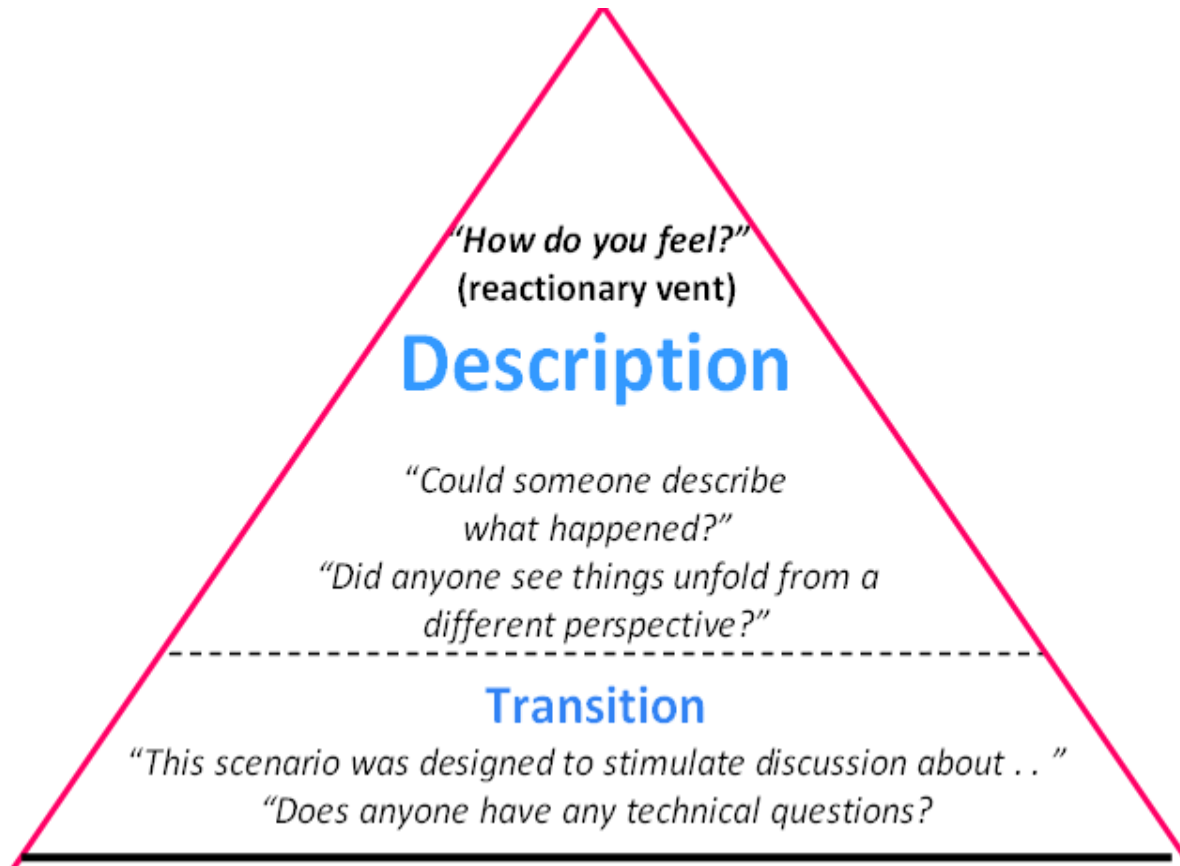 “How do you feel?”
(reactionary vent)
Description
“Could someone describe
what happened?”
“Did anyone see things unfold from a
different perspective?”
Transition
“This scenario was designed to stimulate discussion about . . ”
“Does anyone have any technical questions?